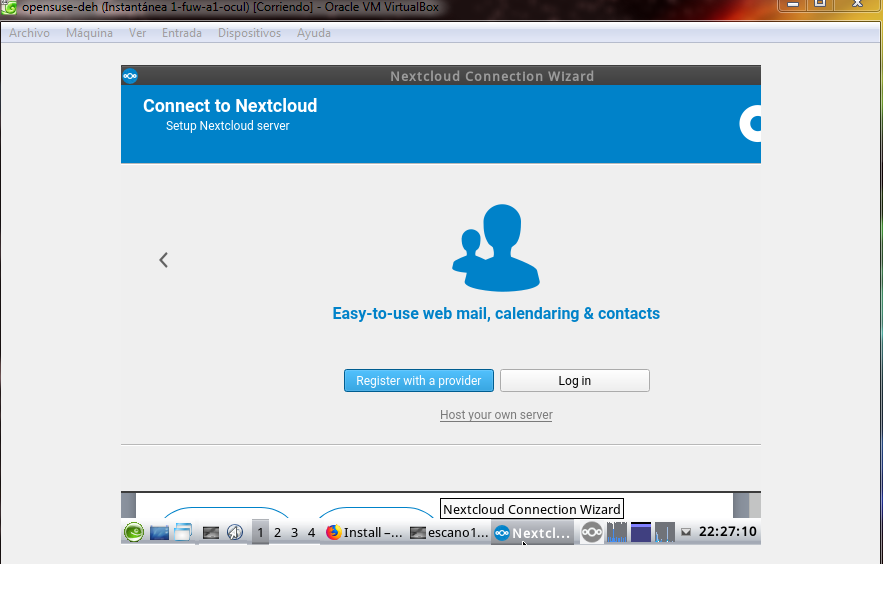 opensuse-deh (Instantánea 1-fuw-a1-ocul) [Corriendo] - Oracle VM VirtualBox
Archivo Máquina Ver Entrada Dispositivos Ayuda
Nextcloud Connection Wizard
Connect to Nextcloud
Setup Nextcloud server
Easy-to-use web mail, calendaring & contacts
Register with a provider Log in
Host your own server
Nextcloud Connection Wizard
1 2 3 4 Install –... escano1... Nextcl... 22:27:10